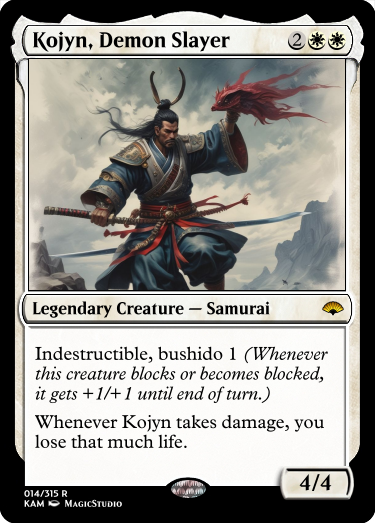 Kojyn, Demon Slayer 2
Legendary Creature — Samurai
Indestructible, bushido 1 (Whenever
this creature blocks or becomes blocked,
it gets +1/+1 until end of turn.)
Whenever Kojyn takes damage, you
lose that much life.
4/4
014/315 R
KAM MAGICSTUDIO